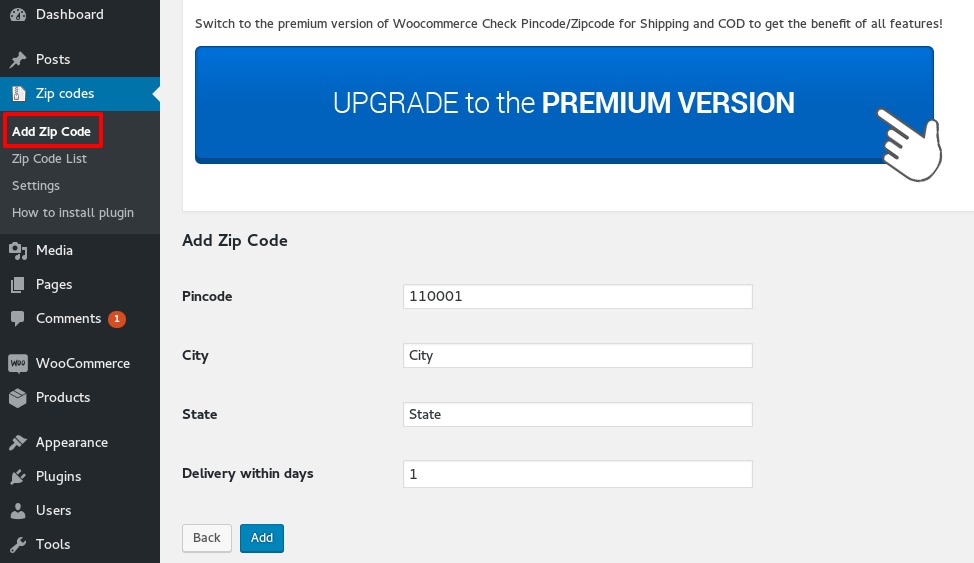 Dashboard
Posts
Zip codes
Add Zip Code
Zip Code List
Settings
How to install plugin
Media
Pages
Comments 1
WOO WooCommerce
Products
Appearance
Plugins
Users
Tools
Switch to the premium version of Woocommerce Check Pincode/Zipcode for Shipping and COD to get the benefit of all features!
UPGRADE to the PREMIUM VERSION
Add Zip Code
Pincode 110001
City City
State State
Delivery within days 1
Back Add